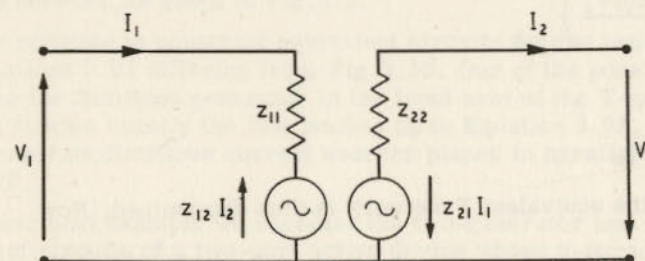 I₁ I₂
z₁₁ z₂₂
V₁ V
z₁₂ I₂ z₂₁ I₁